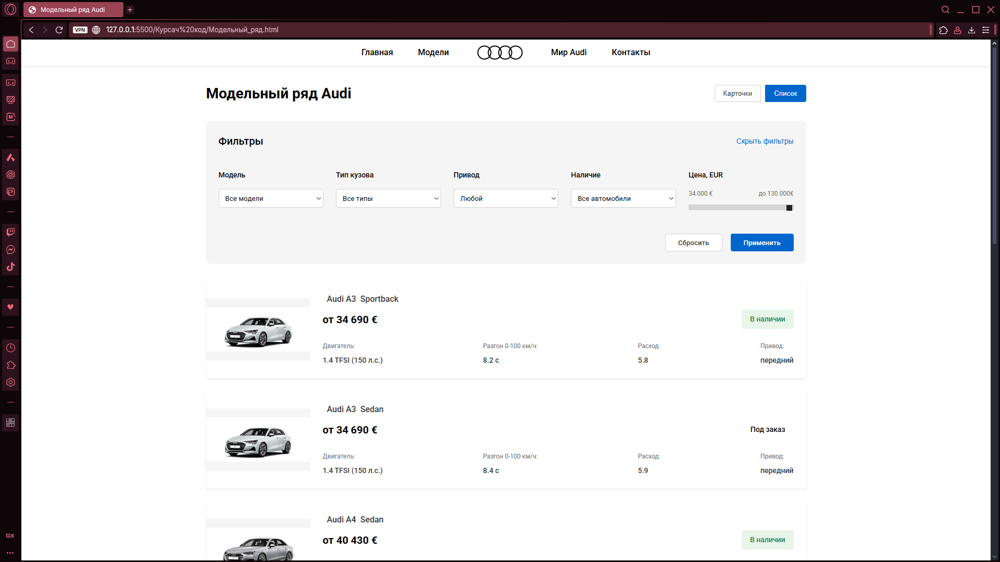 Модельный ряд Audi
VPN
127.0.0.1:5500/Курсач%20код/Модельный_ряд.html
Главная Модели Мир Audi Контакты
Модельный ряд Audi
Карточки Список
Фильтры
Скрыть фильтры
Модель Тип кузова Привод Наличие Цена, EUR
Все модели Все типы Любой Все автомобили
34 000 € до 130 000€
Сбросить Применить
Audi A3 Sportback
от 34 690 €
В наличии
Двигатель: Разгон 0-100 км/ч: Расход: Привод:
1.4 TFSI (150 л.с.) 8.2 с 5.8 передний
Audi A3 Sedan
от 34 690 €
Под заказ
Двигатель: Разгон 0-100 км/ч: Расход: Привод:
1.4 TFSI (150 л.с.) 8.4 с 5.9 передний
Audi A4 Sedan
от 40 430 €
В наличии
M
CS
GX